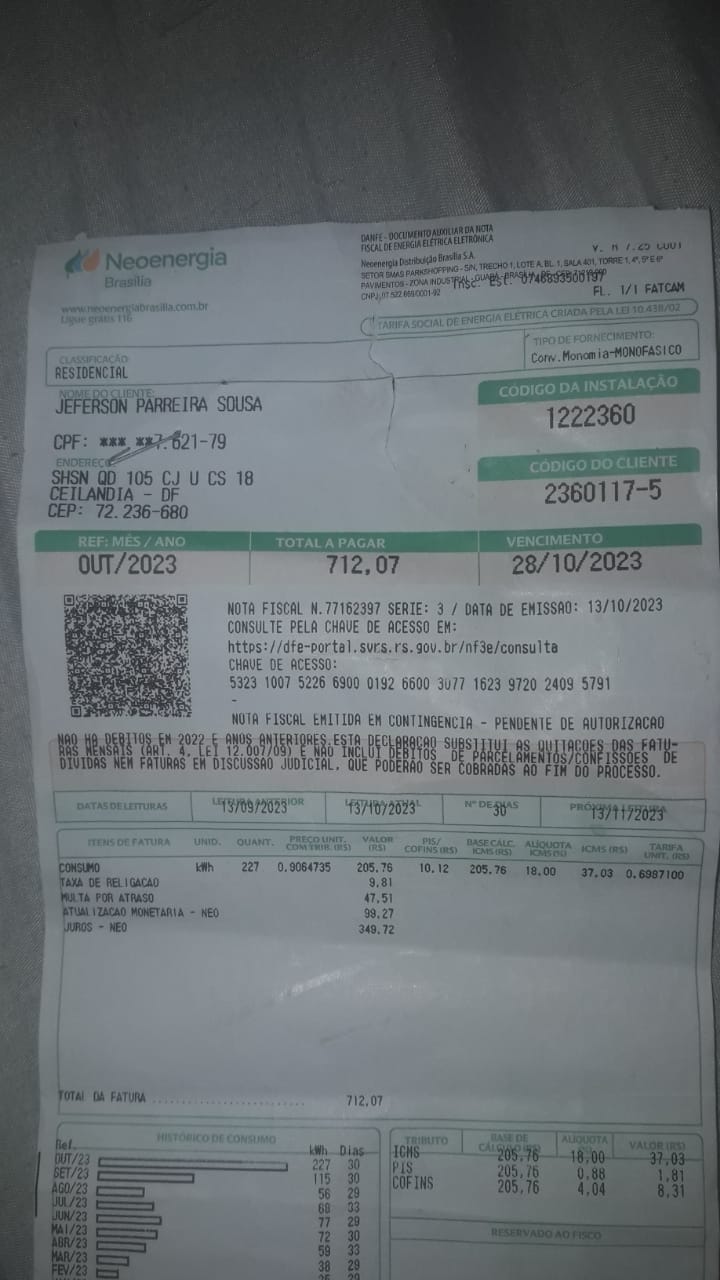 Neoenergia
Brasília
www.neoenergiabrasilia.com.br
Ligue grátis 116
DANFE - DOCUMENTO AUXILIAR DA NOTA
FISCAL DE ENERGIA ELÉTRICA ELETRÔNICA
Neoenergia Distribuição Brasília S.A.
SETOR SMAS PARKSHOPPING - S/N, TRECHO 1, LOTE A, BL. 1, SALA 401, TORRE 1, 4º, 5º E 6º
PAVIMENTOS - ZONA INDUSTRIAL
Insc. Est. 0746893500197
FL. 1/1 FATCAM
TARIFA SOCIAL DE ENERGIA ELÉTRICA CRIADA PELA LEI 10.438/02
CLASSIFICAÇÃO:
RESIDENCIAL
TIPO DE FORNECIMENTO:
Conv.Monomia-MONOFASICO
NOME DO CLIENTE:
JEFERSON PARREIRA SOUSA
CPF: *** **7.621-79
ENDEREÇO
SHSN QD 105 CJ U CS 18
CEILANDIA - DF
CEP: 72.236-680
CÓDIGO DA INSTALAÇÃO
1222360
CÓDIGO DO CLIENTE
2360117-5
REF: MÊS / ANO TOTAL A PAGAR VENCIMENTO
OUT/2023 712,07 28/10/2023
NOTA FISCAL N.77162397 SERIE: 3 / DATA DE EMISSAO: 13/10/2023
CONSULTE PELA CHAVE DE ACESSO EM:
https://dfe-portal.svrs.rs.gov.br/nf3e/consulta
CHAVE DE ACESSO:
5323 1007 5226 6900 0192 6600 3077 1623 9720 2409 5791
-
NOTA FISCAL EMITIDA EM CONTINGENCIA - PENDENTE DE AUTORIZACAO
NAO HA DEBITOS EM 2022 E ANOS ANTERIORES.ESTA DECLARACAO SUBSTITUI AS QUITACOES DAS FATU-
RAS MENSAIS (ART. 4, LEI 12.007/09) E NAO INCLUI DEBITOS DE PARCELAMENTOS/CONFISSOES DE
DIVIDAS NEM FATURAS EM DISCUSSAO JUDICIAL, QUE PODERAO SER COBRADAS AO FIM DO PROCESSO.
DATAS DE LEITURAS LEITURA ANTERIOR LEITURA ATUAL Nº DE DIAS PRÓXIMA LEITURA
13/09/2023 13/10/2023 30 13/11/2023
ITENS DE FATURA UNID. QUANT. PREÇO UNIT. COM TRIB. (R$) VALOR (R$) PIS/ COFINS (R$) BASE CÁLC. ICMS (R$) ALÍQUOTA ICMS (%) ICMS (R$) TARIFA UNIT. (R$)
CONSUMO kWh 227 0.9064735 205.76 10.12 205.76 18.00 37.03 0.6987100
TAXA DE RELIGACAO 9.81
MULTA POR ATRASO 47.51
ATUALIZACAO MONETARIA - NEO 99.27
JUROS - NEO 349.72
TOTAL DA FATURA ........................... 712,07
HISTÓRICO DE CONSUMO
Ref. kWh Dias
OUT/23 227 30
SET/23 115 30
AGO/23 56 29
JUL/23 68 33
JUN/23 77 29
MAI/23 72 30
ABR/23 59 33
MAR/23 38 29
FEV/23 29
TRIBUTO BASE DE CÁLCULO (R$) ALÍQUOTA VALOR (R$)
ICMS 205,76 18,00 37,03
PIS 205,76 0,88 1,81
COFINS 205,76 4,04 8,31
RESERVADO AO FISCO